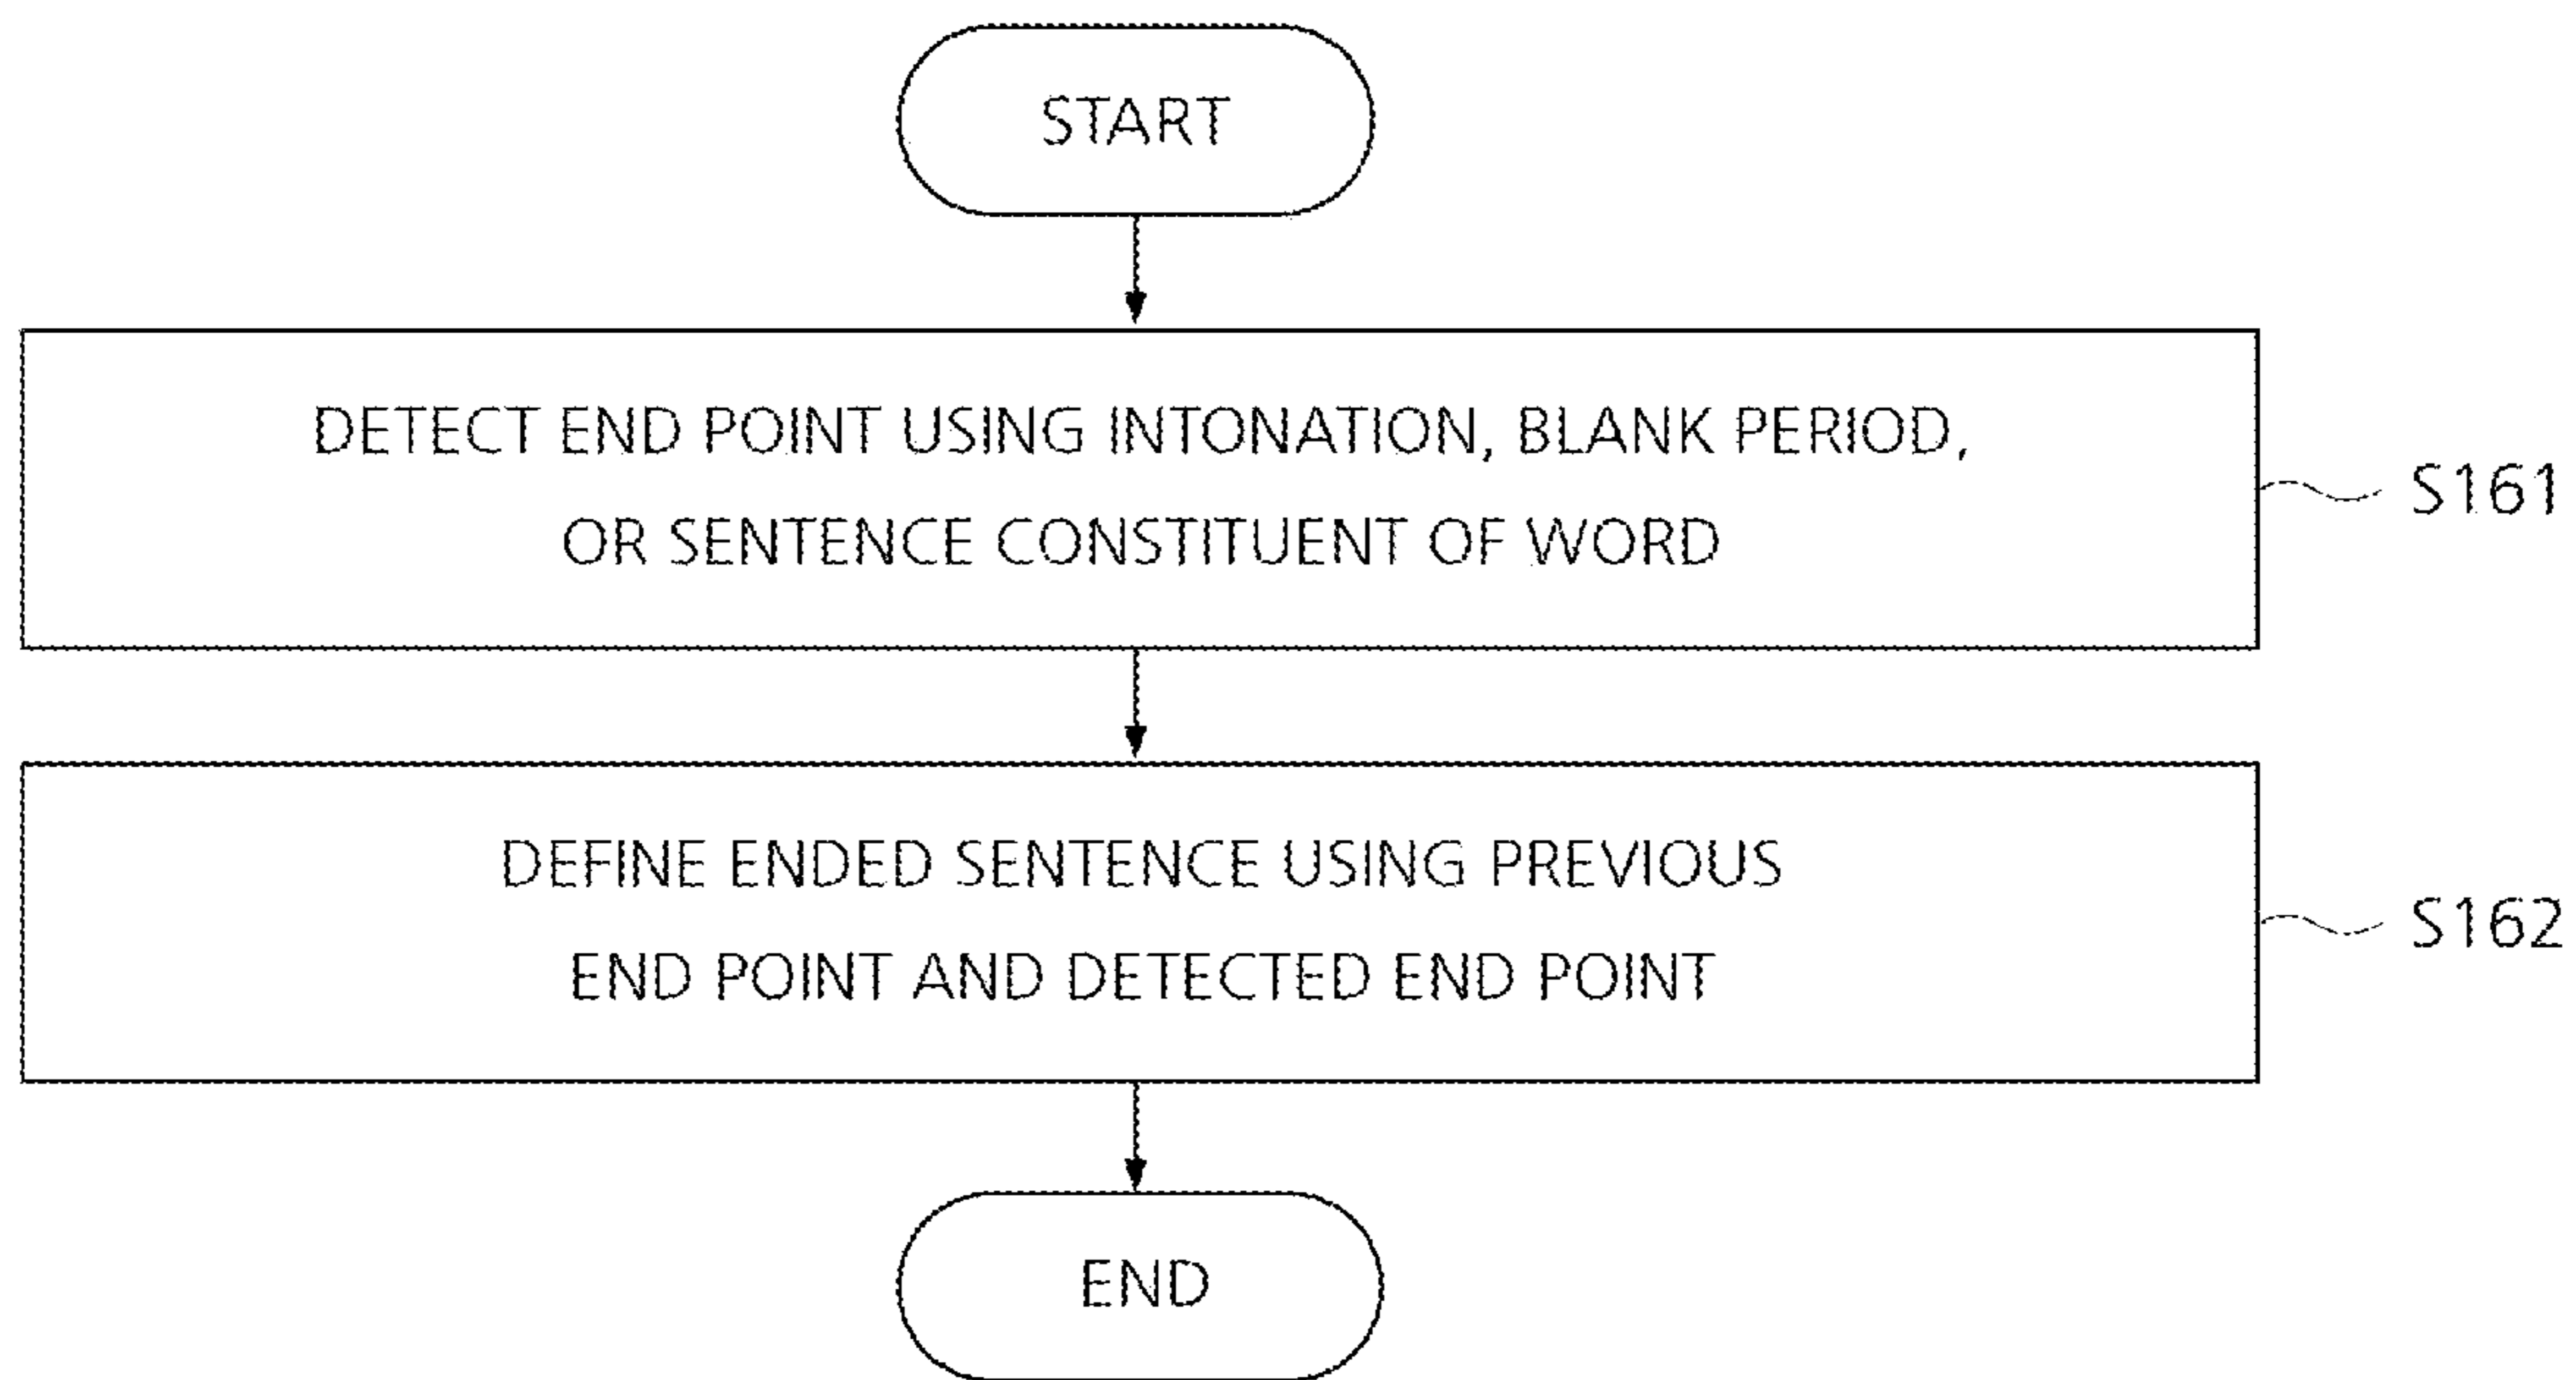 START
DETECT END POINT USING INTONATION, BLANK PERIOD,
OR SENTENCE CONSTITUENT OF WORD
S161
DEFINE ENDED SENTENCE USING PREVIOUS
END POINT AND DETECTED END POINT
S162
END